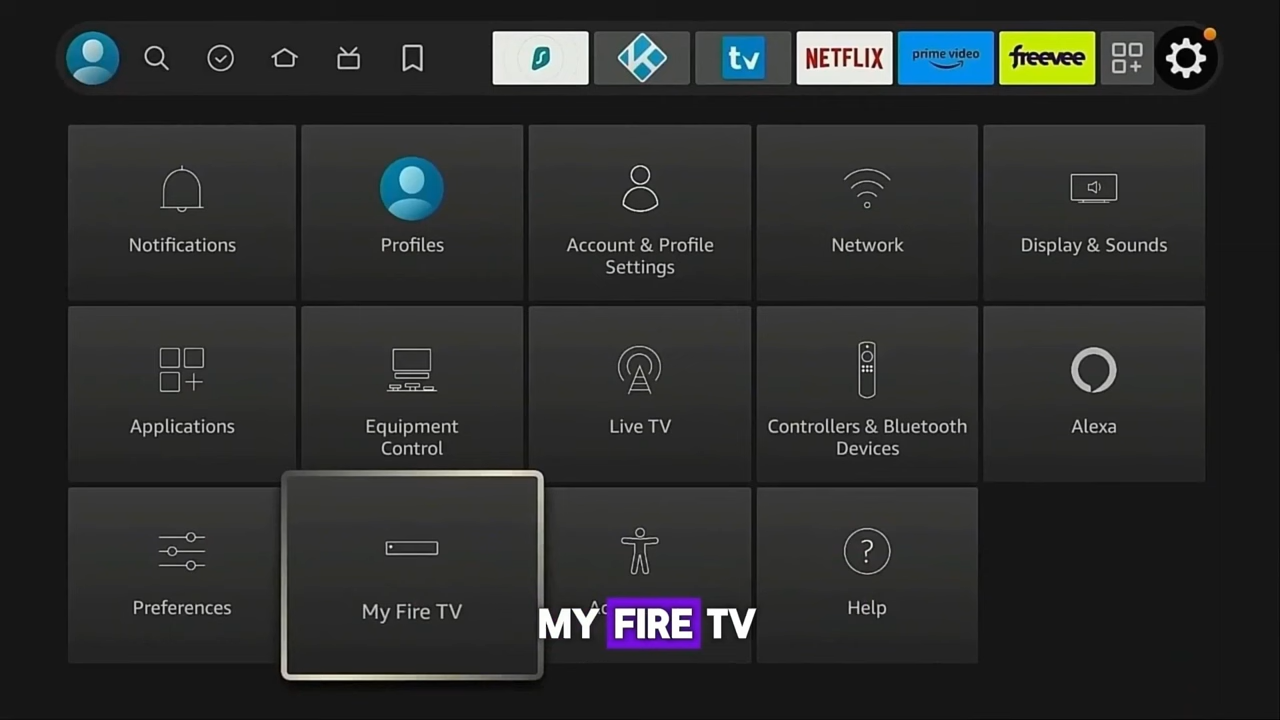 tv
NETFLIX
prime video
freevee
Notifications
Profiles
Account & Profile
Settings
Network
Display & Sounds
Applications
Equipment
Control
Live TV
Controllers & Bluetooth
Devices
Alexa
Preferences
My Fire TV
?
Help
MY FIRE TV